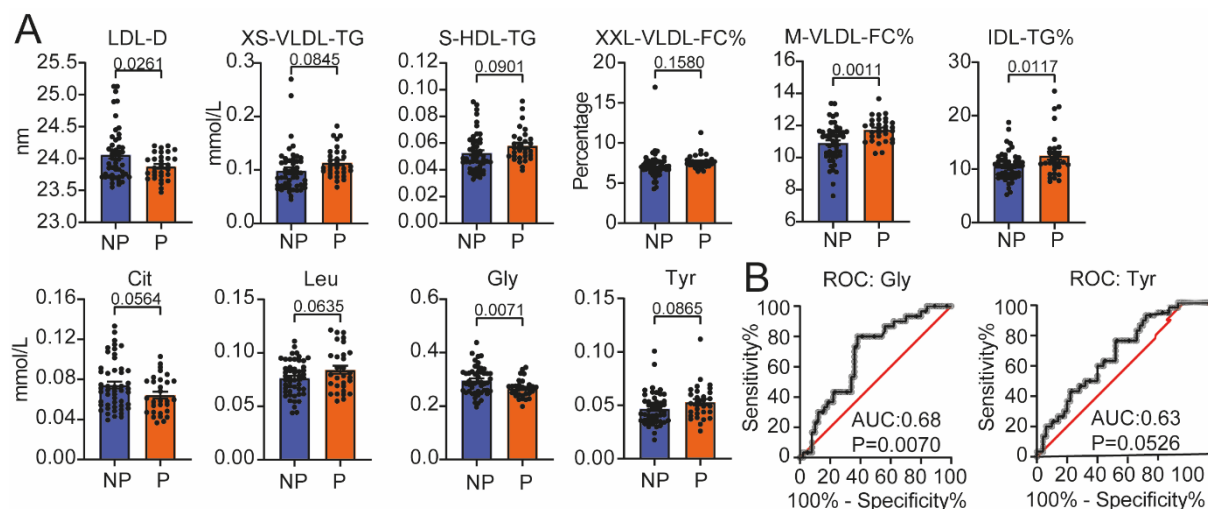 A
LDL-D
XS-VLDL-TG
S-HDL-TG
XXL-VLDL-FC%
M-VLDL-FC%
IDL-TG%
0.0261
0.0845
0.0901
0.1580
0.0011
0.0117
nm
25.5
25.0
24.5
24.0
23.5
23.0
NP P
mmol/L
0.3
0.2
0.1
0.0
NP P
0.12
0.10
0.08
0.06
0.04
0.02
0.00
NP P
Percentage
20
15
10
5
0
NP P
16
14
12
10
8
6
NP P
30
20
10
0
NP P
Cit
Leu
Gly
Tyr
0.0564
0.0635
0.0071
0.0865
mmol/L
0.16
0.12
0.08
0.04
0.00
NP P
0.15
0.10
0.05
0.00
NP P
0.6
0.4
0.2
0.0
NP P
0.15
0.10
0.05
0.00
NP P
B
ROC: Gly
Sensitivity%
100
80
60
40
20
0
AUC:0.68
P=0.0070
0 20 40 60 80 100
100% - Specificity%
ROC: Tyr
Sensitivity%
100
80
60
40
20
0
AUC:0.63
P=0.0526
0 20 40 60 80 100
100% - Specificity%